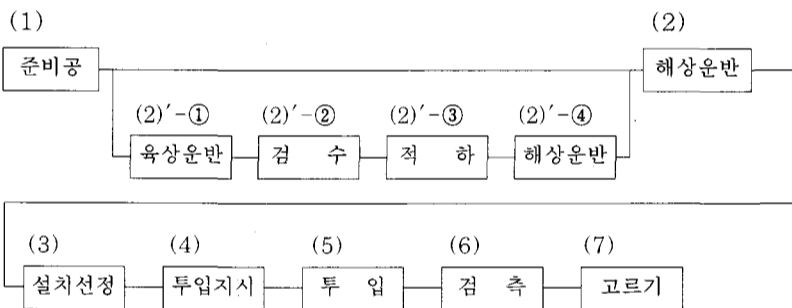 (1) (2)
준비공 해상운반
(2)′-① (2)′-② (2)′-③ (2)′-④
육상운반 검 수 적 하 해상운반
(3) (4) (5) (6) (7)
설치선정 투입지시 투 입 검 측 고르기